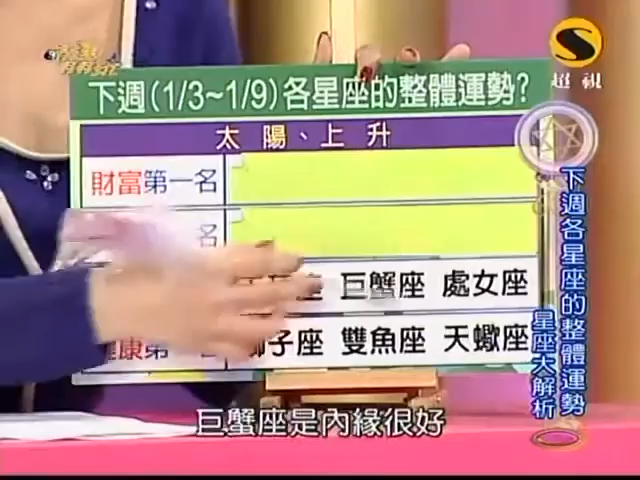 超視
下週(1/3~1/9)各星座的整體運勢?
太陽、上升
財富第一名
名
座 巨蟹座 處女座
康第 獅子座 雙魚座 天蠍座
下週各星座的整體運勢
星座大解析
巨蟹座是內緣很好